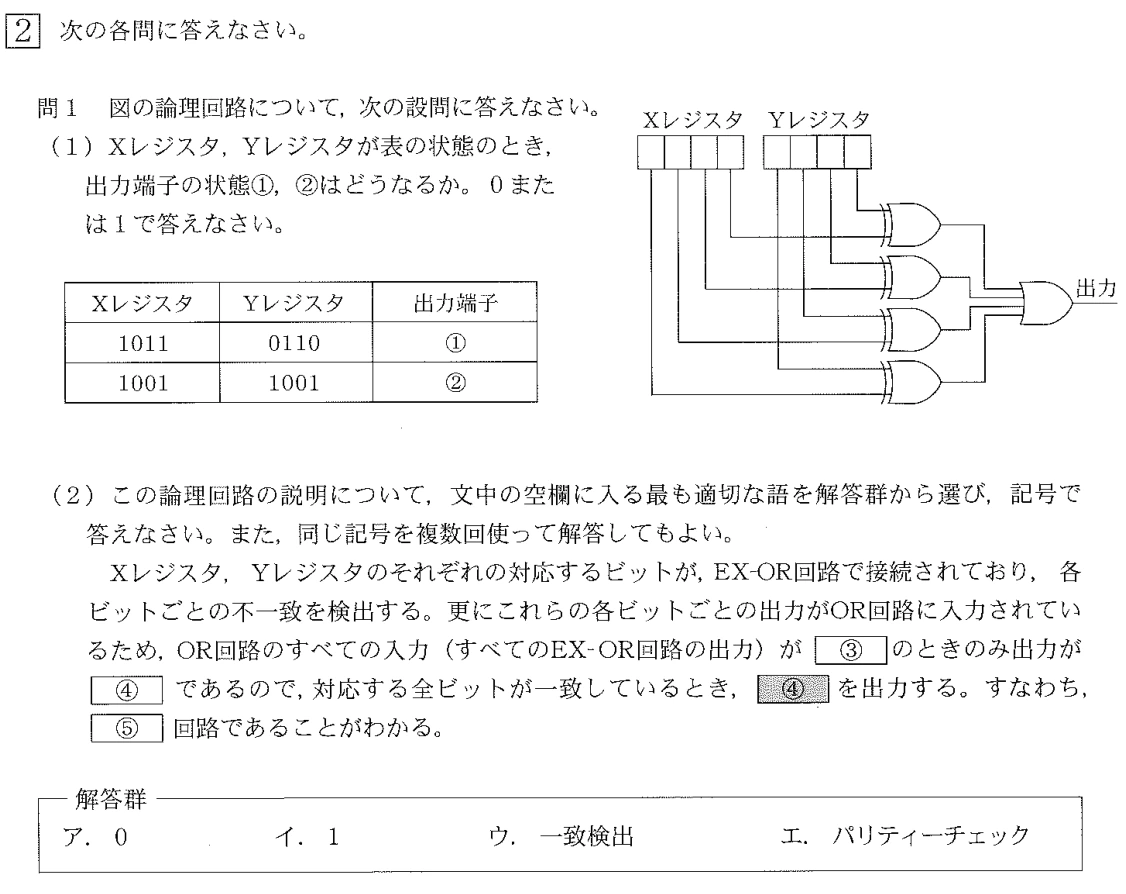 2 次の各問に答えなさい。
問1 図の論理回路について,次の設問に答えなさい。
(1)Xレジスタ,Yレジスタが表の状態のとき,
出力端子の状態①,②はどうなるか。0また
は1で答えなさい。
Xレジスタ Yレジスタ 出力端子
1011 0110 ①
1001 1001 ②
Xレジスタ Yレジスタ
出力
(2)この論理回路の説明について,文中の空欄に入る最も適切な語を解答群から選び,記号で
答えなさい。また,同じ記号を複数回使って解答してもよい。
Xレジスタ,Yレジスタのそれぞれの対応するビットが,EX-OR回路で接続されており,各
ビットごとの不一致を検出する。更にこれらの各ビットごとの出力がOR回路に入力されてい
るため,OR回路のすべての入力(すべてのEX-OR回路の出力)が ③ のときのみ出力が
④ であるので,対応する全ビットが一致しているとき, ④ を出力する。すなわち,
⑤ 回路であることがわかる。
解答群
ア. 0 イ. 1 ウ. 一致検出 エ. パリティーチェック